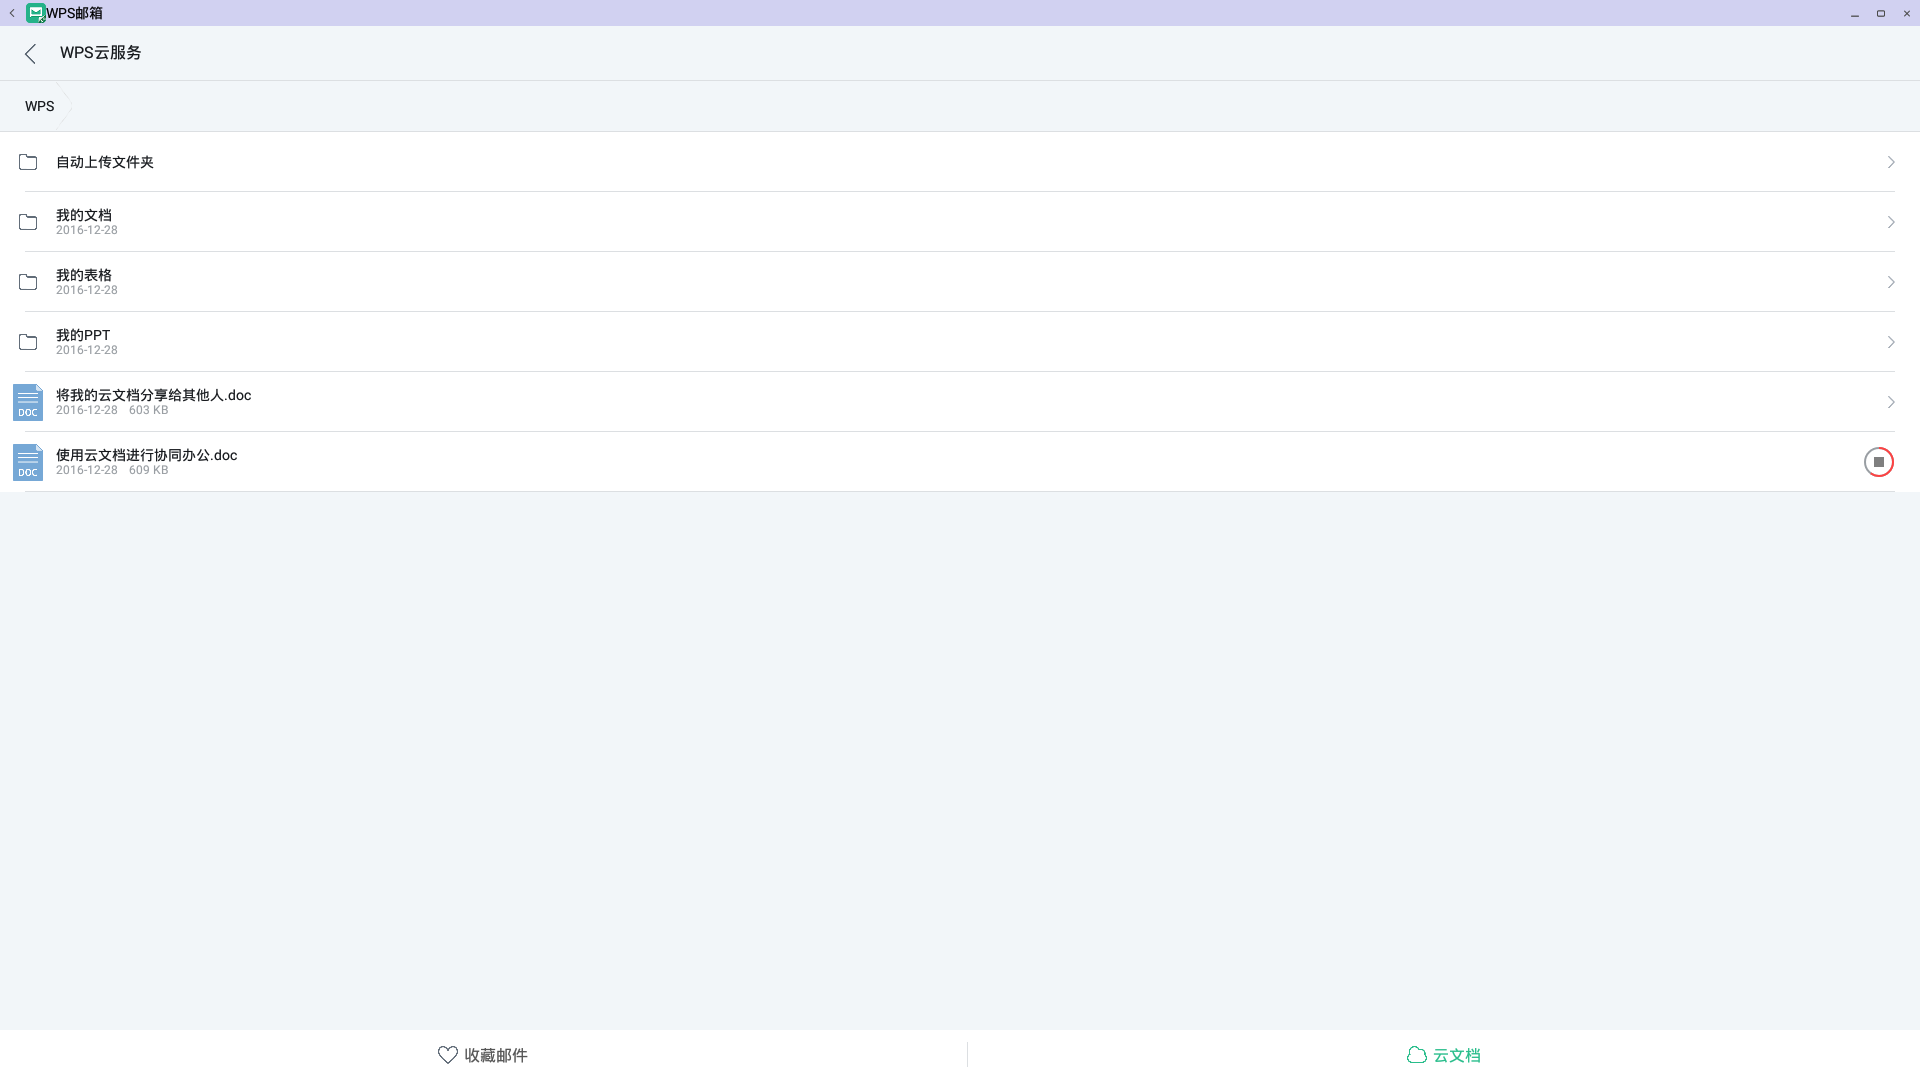 WPS邮箱
WPS云服务
WPS
自动上传文件夹
我的文档
2016-12-28
我的表格
2016-12-28
我的PPT
2016-12-28
将我的云文档分享给其他人.doc
DOC
2016-12-28 603 KB
使用云文档进行协同办公.doc
DOC
2016-12-28 609 KB
收藏邮件
云文档